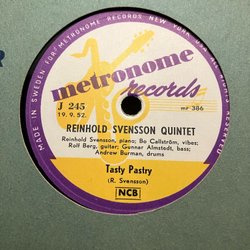 MADE IN SWEDEN FOR METRONOME RECORDS NEW YORK USA
metronome
records
J 245
19.9.52.
mr 386
REINHOLD SVENSSON QUINTET
Reinhold Svensson, piano; Bo Callström, vibes;
Rolf Berg, guitar; Gunnar Almstedt, bass;
Andrew Burman, drums
Tasty Pastry
(R. Svensson)
NCB